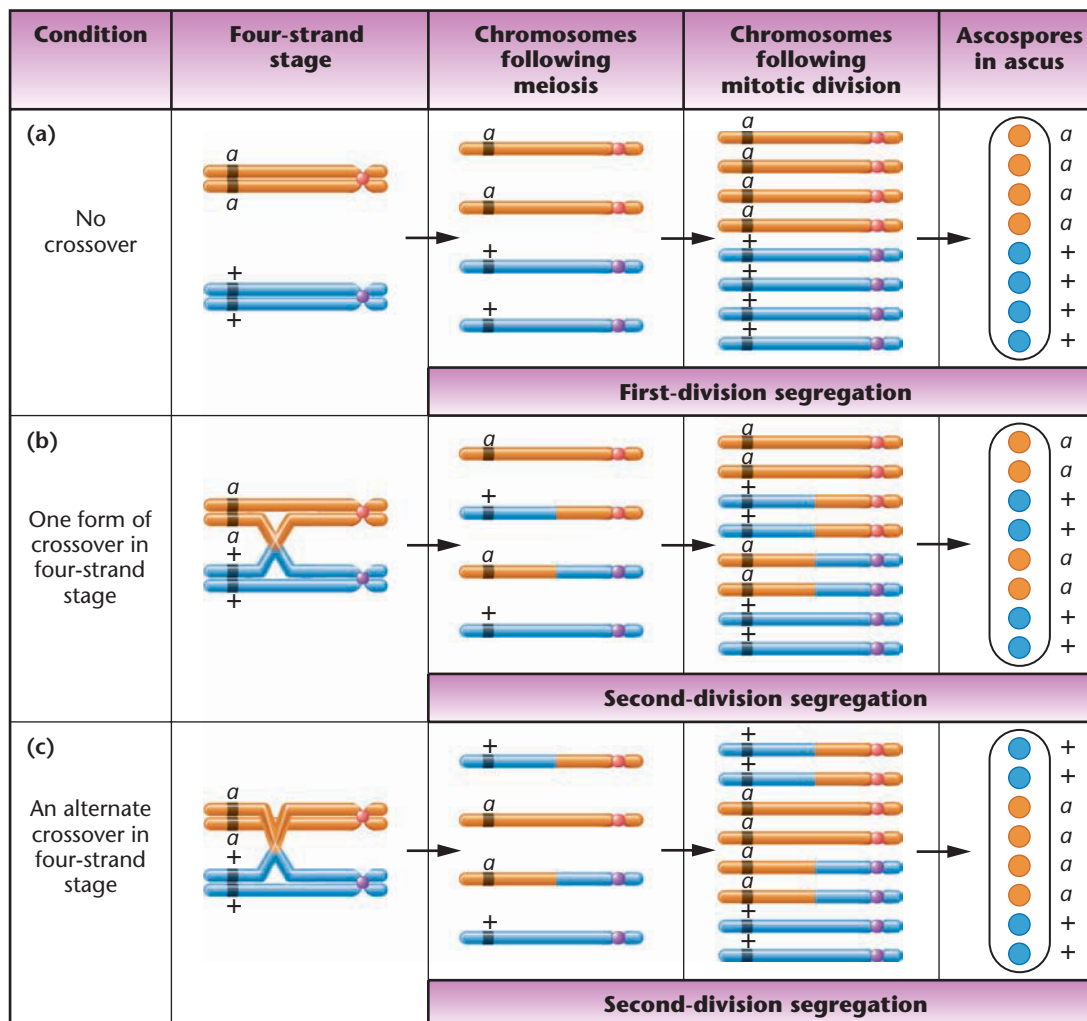 Condition
Four-strand
stage
Chromosomes
following
meiosis
Chromosomes
following
mitotic division
Ascospores
in ascus
(a)
No
crossover
a
a
+
+
a
a
+
+
a
a
a
a
+
+
+
+
a
a
a
a
+
+
+
+
First-division segregation
(b)
One form of
crossover in
four-strand
stage
a
a
+
+
a
+
a
+
a
a
+
+
a
a
+
+
a
a
+
+
a
a
+
+
Second-division segregation
(c)
An alternate
crossover in
four-strand
stage
a
a
+
+
+
a
a
+
+
+
a
a
a
a
+
+
+
+
a
a
a
a
+
+
Second-division segregation